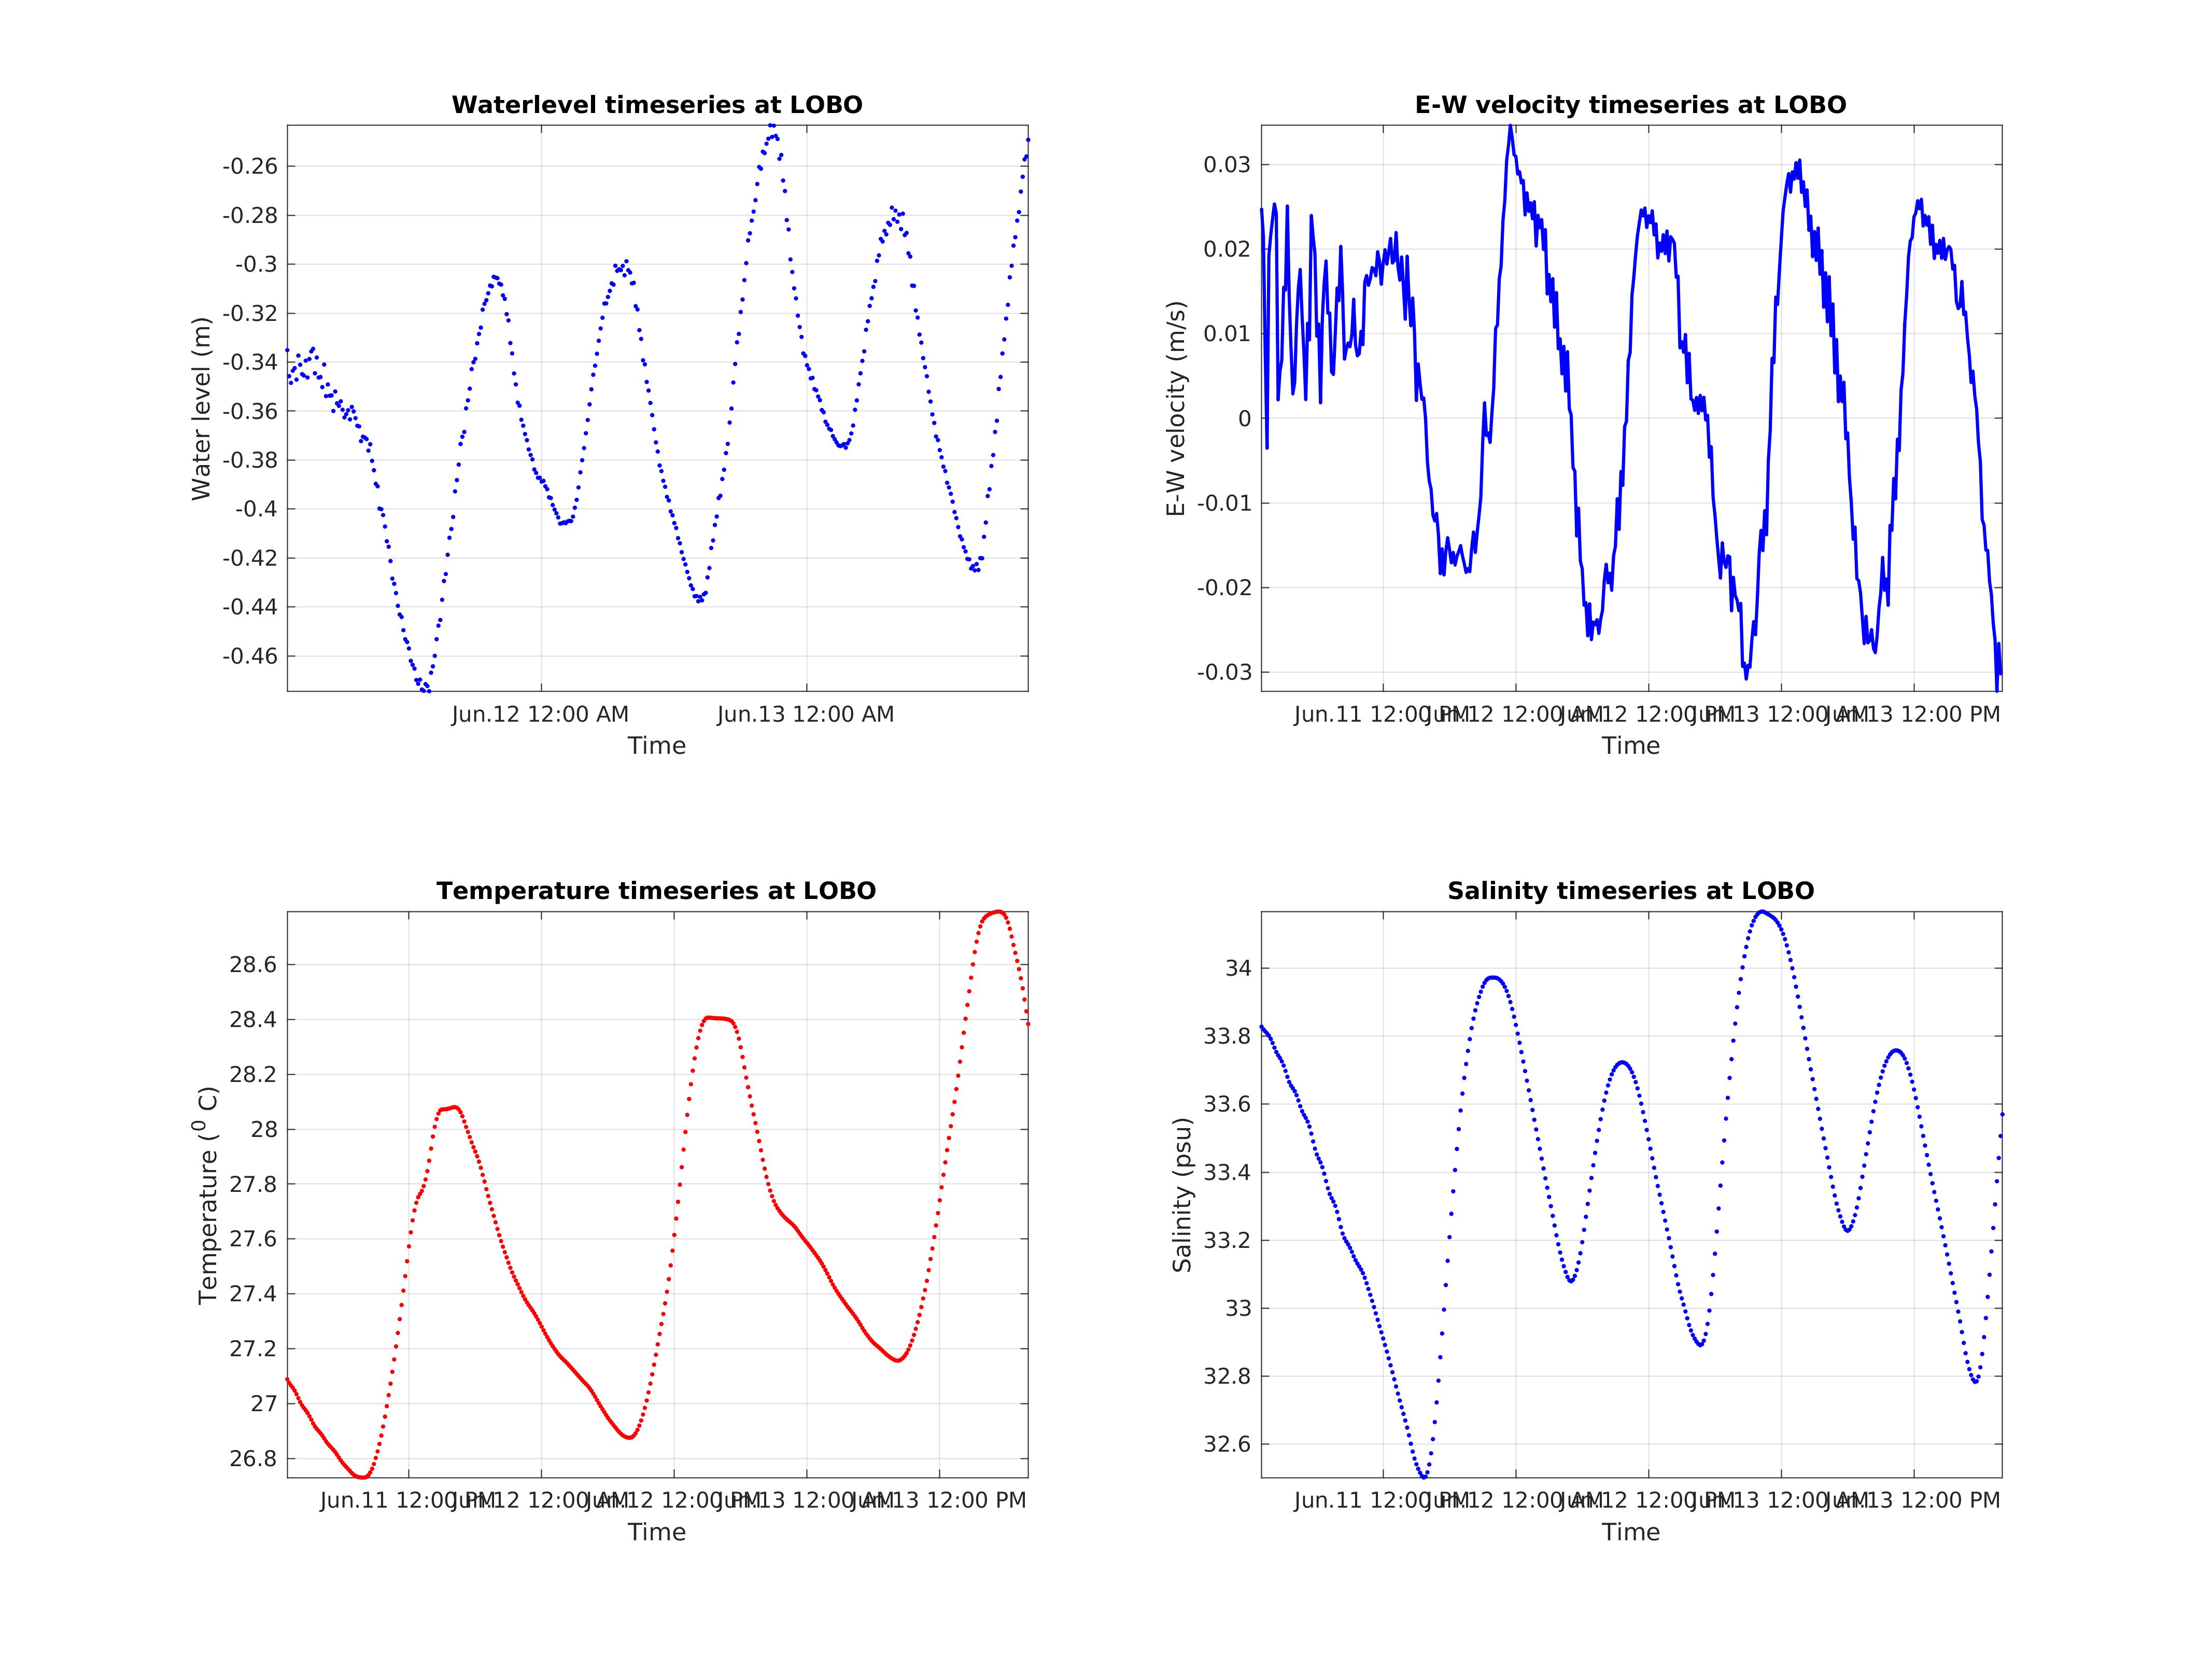 Waterlevel timeseries at LOBO
-0.26
-0.28
-0.3
-0.32
-0.34
-0.36
-0.38
-0.4
-0.42
-0.44
-0.46
Water level (m)
Jun.12 12:00 AM Jun.13 12:00 AM
Time
E-W velocity timeseries at LOBO
0.03
0.02
0.01
0
-0.01
-0.02
-0.03
E-W velocity (m/s)
Jun.11 12:00 PM Jun.12 12:00 AM Jun.12 12:00 PM Jun.13 12:00 AM Jun.13 12:00 PM
Time
Temperature timeseries at LOBO
28.6
28.4
28.2
28
27.8
27.6
27.4
27.2
27
26.8
Temperature (⁰ C)
Jun.11 12:00 PM Jun.12 12:00 AM Jun.12 12:00 PM Jun.13 12:00 AM Jun.13 12:00 PM
Time
Salinity timeseries at LOBO
34
33.8
33.6
33.4
33.2
33
32.8
32.6
Salinity (psu)
Jun.11 12:00 PM Jun.12 12:00 AM Jun.12 12:00 PM Jun.13 12:00 AM Jun.13 12:00 PM
Time